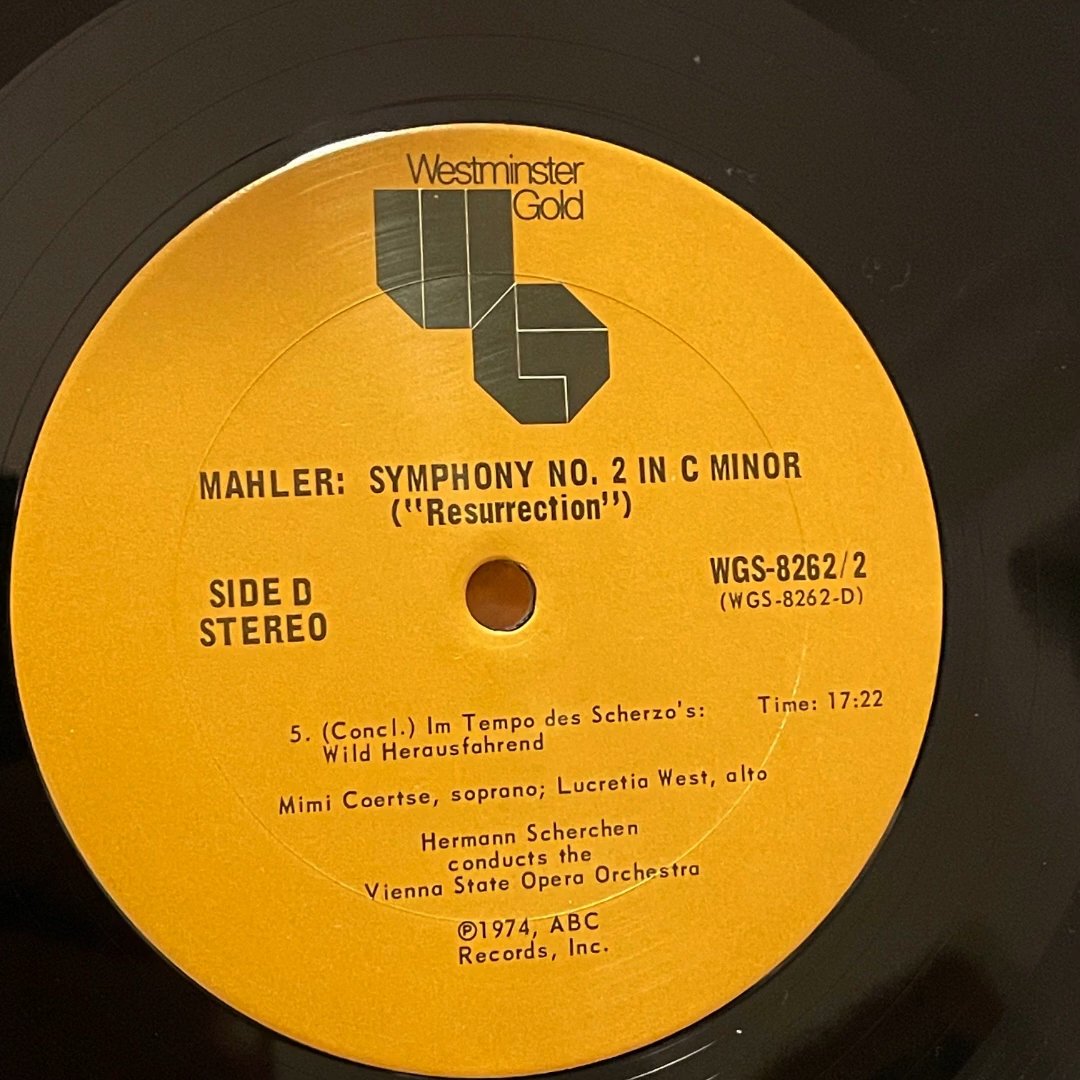 Westminster
Gold
MAHLER: SYMPHONY NO. 2 IN C MINOR
("Resurrection")
SIDE D
STEREO
WGS-8262/2
(WGS-8262-D)
5. (Concl.) Im Tempo des Scherzo's: Time: 17:22
Wild Herausfahrend
Mimi Coertse, soprano; Lucretia West, alto
Hermann Scherchen
conducts the
Vienna State Opera Orchestra
℗1974, ABC
Records, Inc.